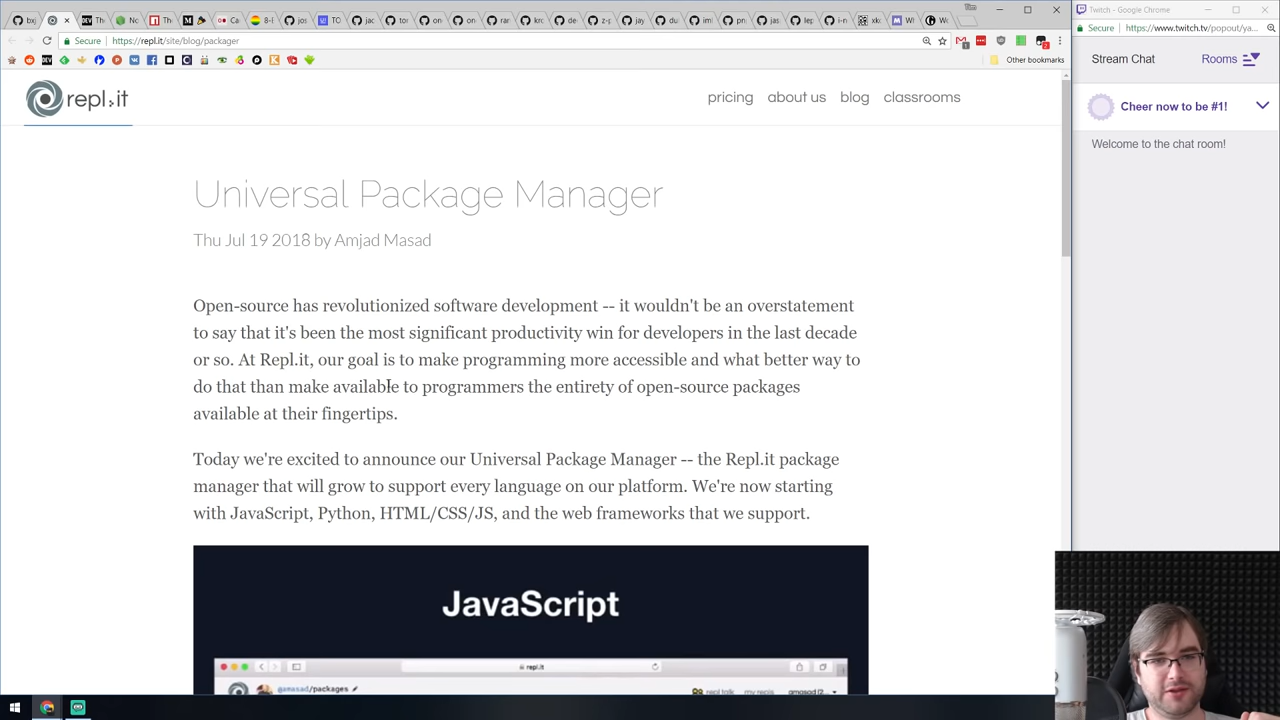 Twitch - Google Chrome
Secure
https://repl.it/site/blog/packager
Secure
https://www.twitch.tv/popout/ya...
Other bookmarks
Stream Chat
Rooms
Cheer now to be #1!
Welcome to the chat room!
repl.it
pricing
about us
blog
classrooms
Universal Package Manager
Thu Jul 19 2018 by Amjad Masad
Open-source has revolutionized software development -- it wouldn't be an overstatement
to say that it's been the most significant productivity win for developers in the last decade
or so. At Repl.it, our goal is to make programming more accessible and what better way to
do that than make available to programmers the entirety of open-source packages
available at their fingertips.
Today we're excited to announce our Universal Package Manager -- the Repl.it package
manager that will grow to support every language on our platform. We're now starting
with JavaScript, Python, HTML/CSS/JS, and the web frameworks that we support.
JavaScript
repl.it
@amasad/packages
repl talk
my repls